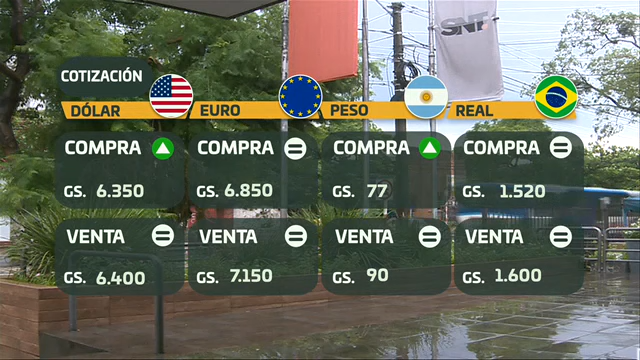 SNT
COTIZACIÓN
DÓLAR EURO PESO REAL
COMPRA COMPRA COMPRA COMPRA
GS. 6.350 GS. 6.850 GS. 77 GS. 1.520
VENTA VENTA VENTA VENTA
GS. 6.400 GS. 7.150 GS. 90 GS. 1.600